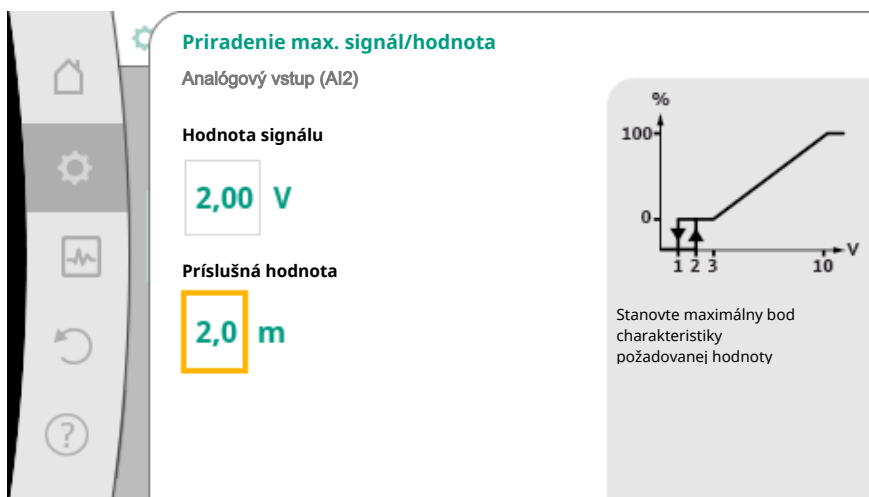 Priradenie max. signál/hodnota
Analógový vstup (AI2)
Hodnota signálu
2,00 V
Príslušná hodnota
2,0 m
%
100
0
1 2 3 10 V
Stanovte maximálny bod
charakteristiky
požadovanej hodnoty
?